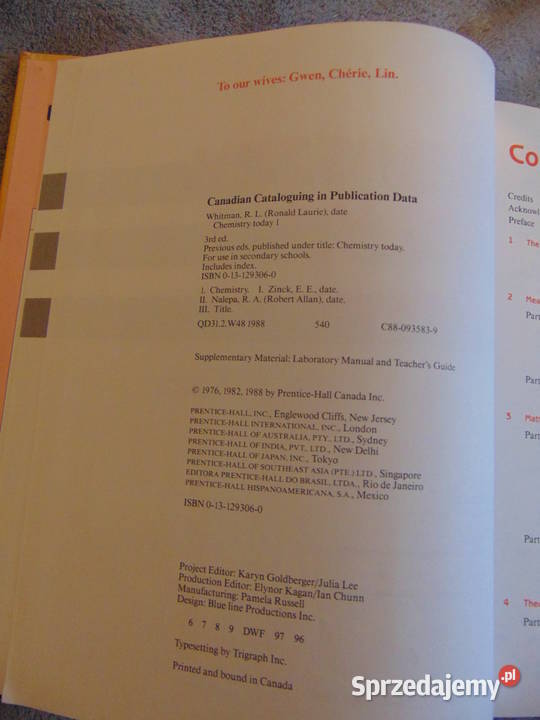 To our wives: Gwen, Chérie, Lin.
Canadian Cataloguing in Publication Data
Whitman, R. L. (Ronald Laurie), date
Chemistry today 1
3rd ed.
Previous eds. published under title: Chemistry today.
For use in secondary schools.
Includes index.
ISBN 0-13-129306-0
1. Chemistry. I. Zinck, E. E., date.
II. Nalepa, R. A. (Robert Allan), date.
III. Title.
QD31.2.W48 1988 540 C88-093583-9
Supplementary Material: Laboratory Manual and Teacher's Guide
© 1976, 1982, 1988 by Prentice-Hall Canada Inc.
PRENTICE-HALL, INC., Englewood Cliffs, New Jersey
PRENTICE-HALL INTERNATIONAL, INC., London
PRENTICE-HALL OF AUSTRALIA, PTY., LTD., Sydney
PRENTICE-HALL OF INDIA, PVT., LTD., New Delhi
PRENTICE-HALL OF JAPAN, INC., Tokyo
PRENTICE-HALL OF SOUTHEAST ASIA (PTE.) LTD., Singapore
EDITORA PRENTICE-HALL DO BRASIL, LTDA., Rio de Janeiro
PRENTICE-HALL HISPANOAMERICANA, S.A., Mexico
ISBN 0-13-129306-0
Project Editor: Karyn Goldberger/Julia Lee
Production Editor: Elynor Kagan/Ian Chunn
Manufacturing: Pamela Russell
Design: Blue line Productions Inc.
6 7 8 9 DWF 97 96
Typesetting by Trigraph Inc.
Printed and bound in Canada
Co
Credits
Acknowl
Preface
1 The
2 Mea
Part
Part
3 Matt
Part
Part
4 Theo
Part
Sprzedajemy.pl